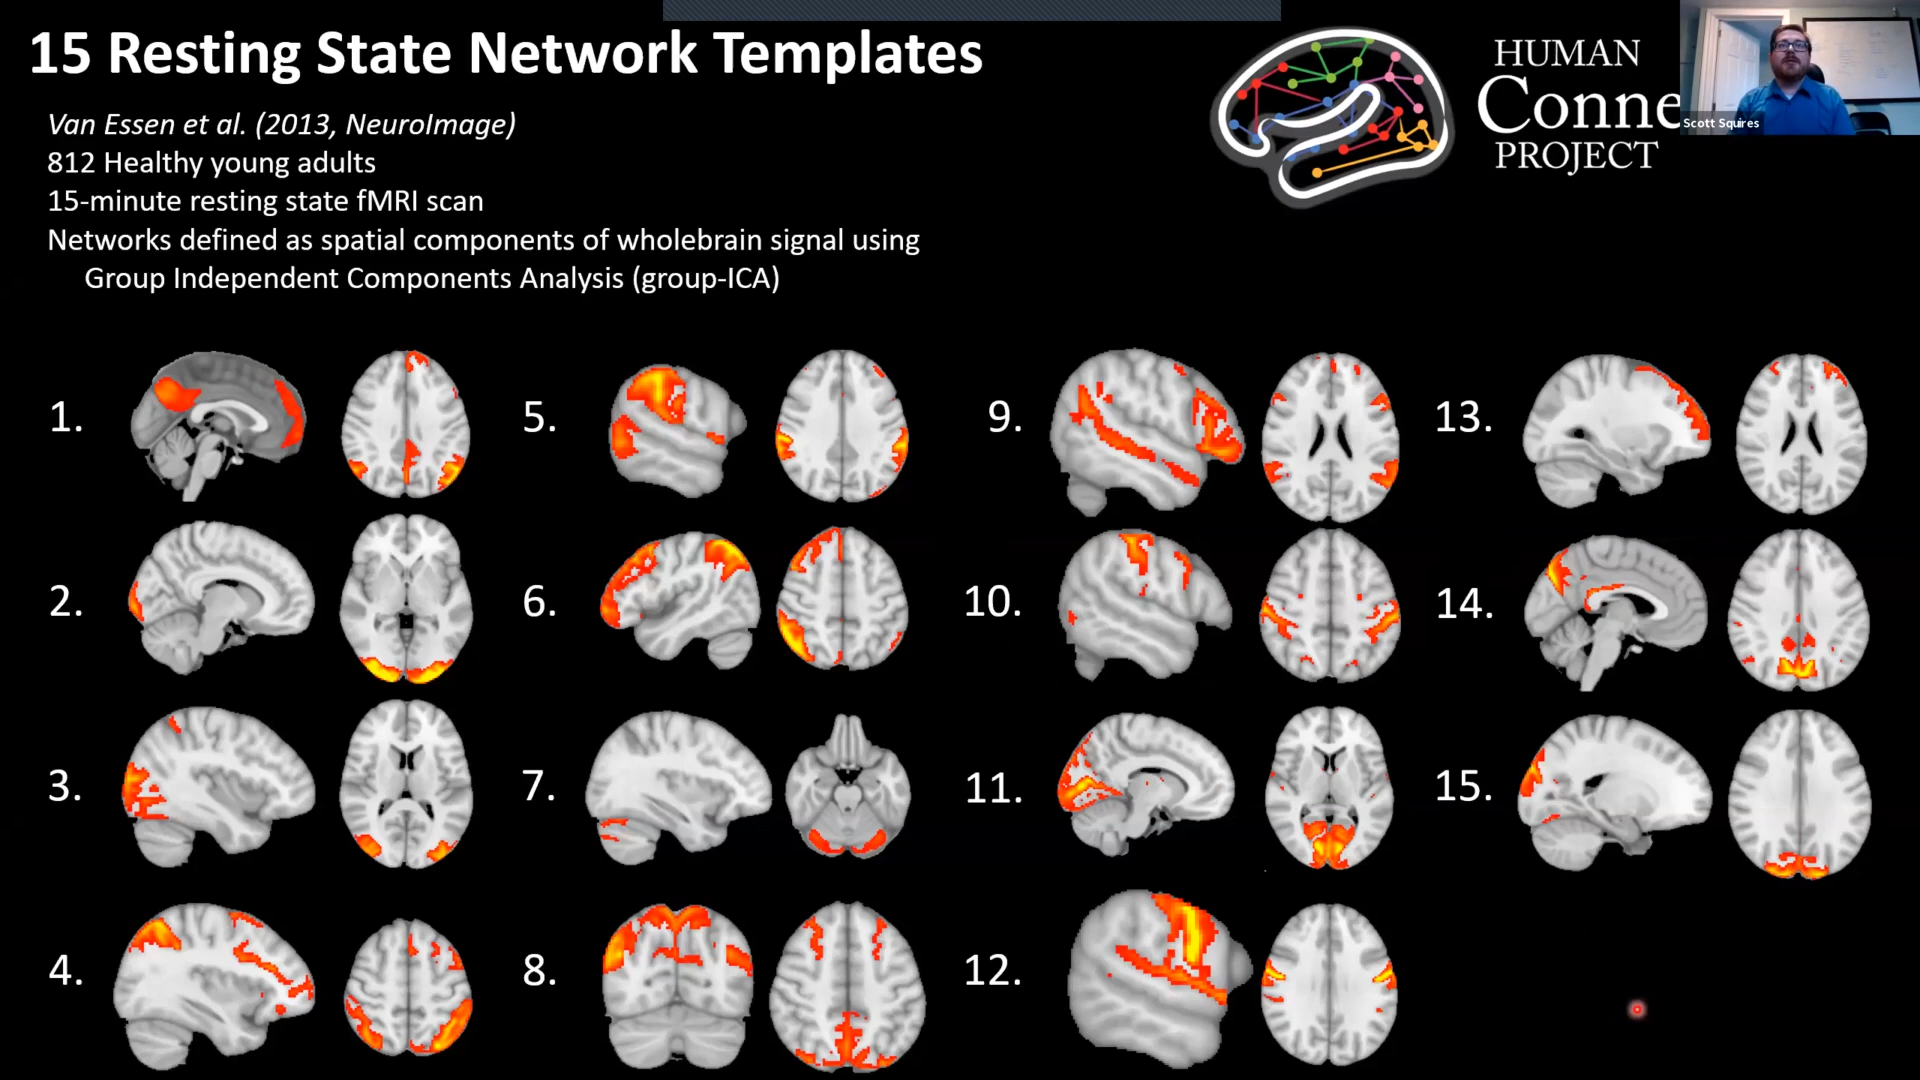 15 Resting State Network Templates
Van Essen et al. (2013, NeuroImage)
812 Healthy young adults
15-minute resting state fMRI scan
Networks defined as spatial components of wholebrain signal using
Group Independent Components Analysis (group-ICA)
HUMAN
Conne
PROJECT
Scott Squires
1.
5.
9.
13.
2.
6.
10.
14.
3.
7.
11.
15.
4.
8.
12.